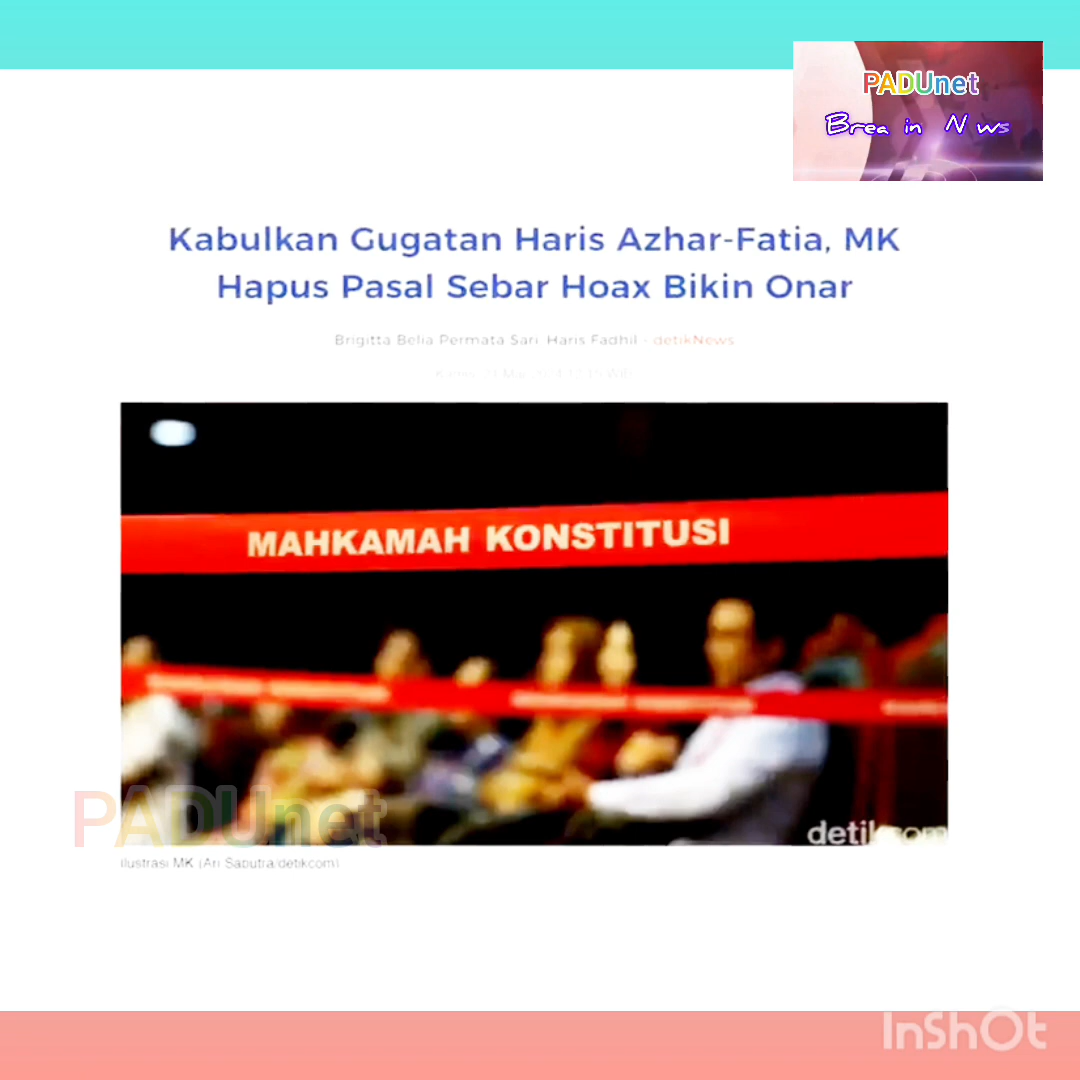 PADUnet
Brea in N ws
Kabulkan Gugatan Haris Azhar-Fatia, MK
Hapus Pasal Sebar Hoax Bikin Onar
Brigitta Belia Permata Sari, Haris Fadhil - detikNews
MAHKAMAH KONSTITUSI
PADUnet
detikcom
Ilustrasi MK (Ari Saputra/detikcom)
InShOt